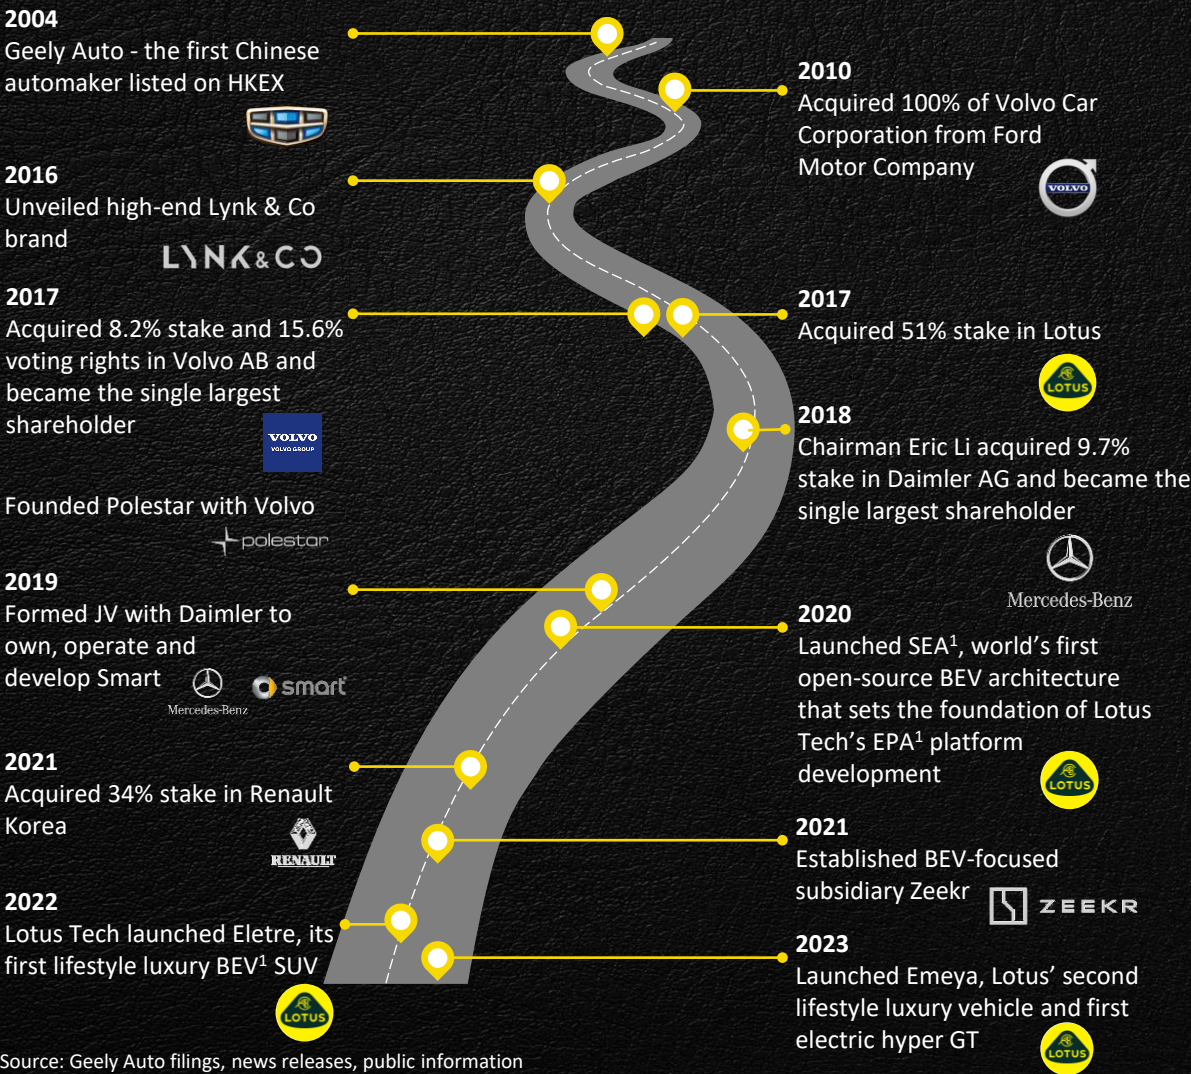 2004
Geely Auto - the first Chinese
automaker listed on HKEX
2010
Acquired 100% of Volvo Car
Corporation from Ford
Motor Company
VOLVO
2016
Unveiled high-end Lynk & Co
brand
LYNK & CO
2017
Acquired 8.2% stake and 15.6%
voting rights in Volvo AB and
became the single largest
shareholder
VOLVO
VOLVO GROUP
Founded Polestar with Volvo
polestar
2017
Acquired 51% stake in Lotus
LOTUS
2018
Chairman Eric Li acquired 9.7%
stake in Daimler AG and became the
single largest shareholder
Mercedes-Benz
2019
Formed JV with Daimler to
own, operate and
develop Smart
Mercedes-Benz
smart
2020
Launched SEA¹, world’s first
open-source BEV architecture
that sets the foundation of Lotus
Tech’s EPA¹ platform
development
LOTUS
2021
Acquired 34% stake in Renault
Korea
RENAULT
2021
Established BEV-focused
subsidiary Zeekr
ZEEKR
2022
Lotus Tech launched Eletre, its
first lifestyle luxury BEV¹ SUV
LOTUS
2023
Launched Emeya, Lotus’ second
lifestyle luxury vehicle and first
electric hyper GT
LOTUS
Source: Geely Auto filings, news releases, public information